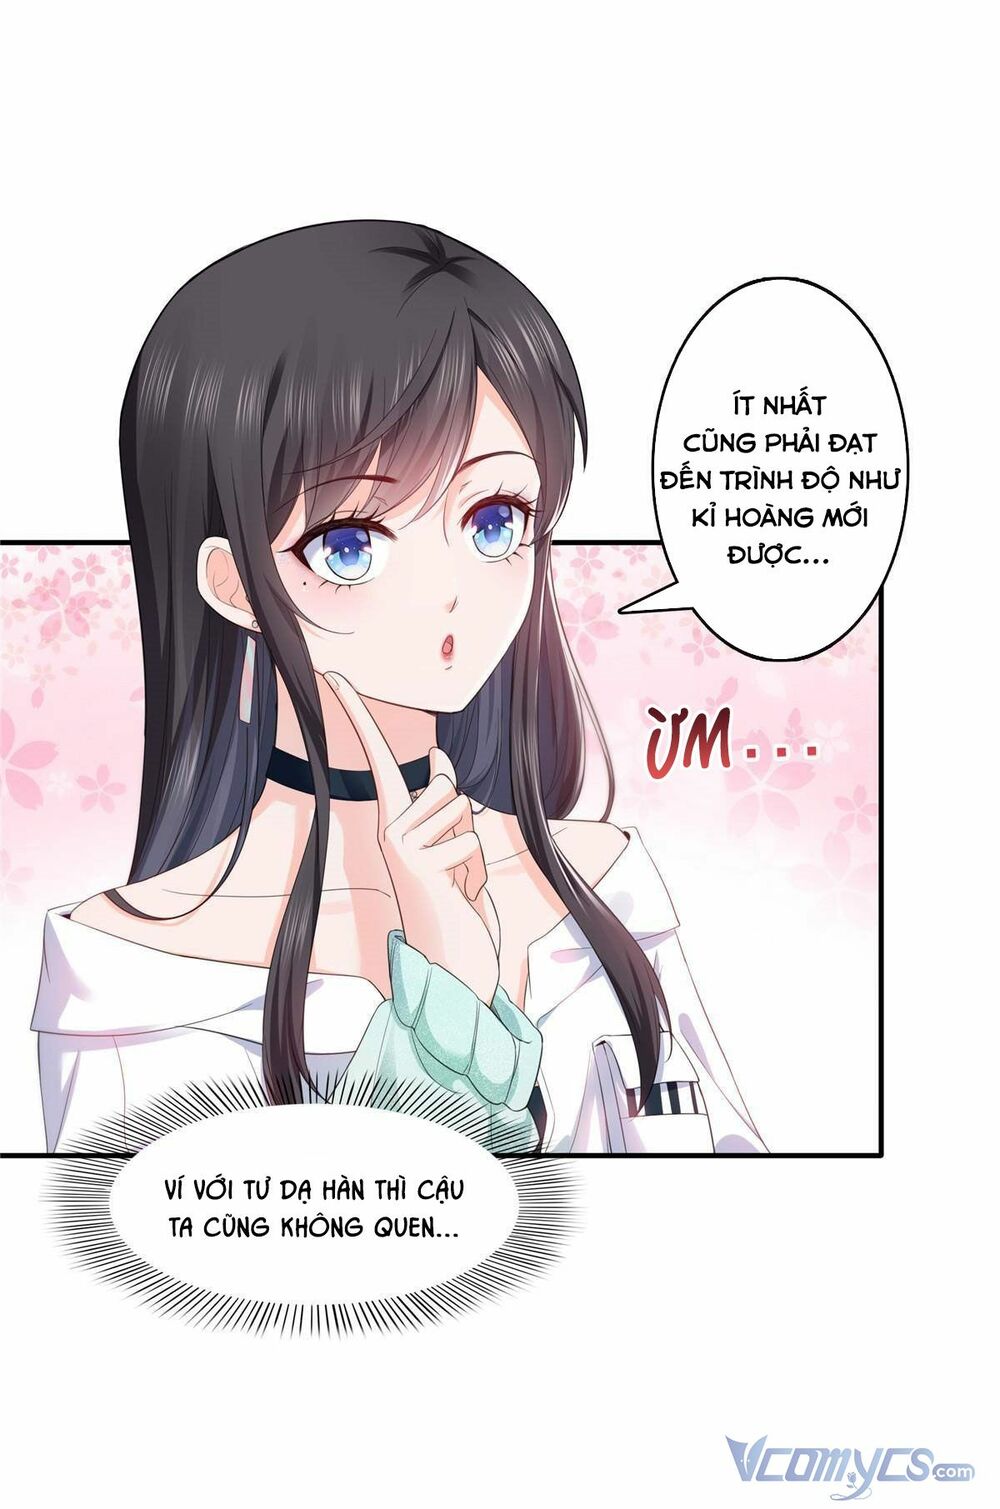 ÍT NHẤT
CŨNG PHẢI ĐẠT
ĐẾN TRÌNH ĐỘ NHƯ
KỈ HOÀNG MỚI
ĐƯỢC...
ỪM...
VÍ VỚI TƯ DẠ HÀN THÌ CẬU
TA CŨNG KHÔNG QUEN...
VCOMYCS.com